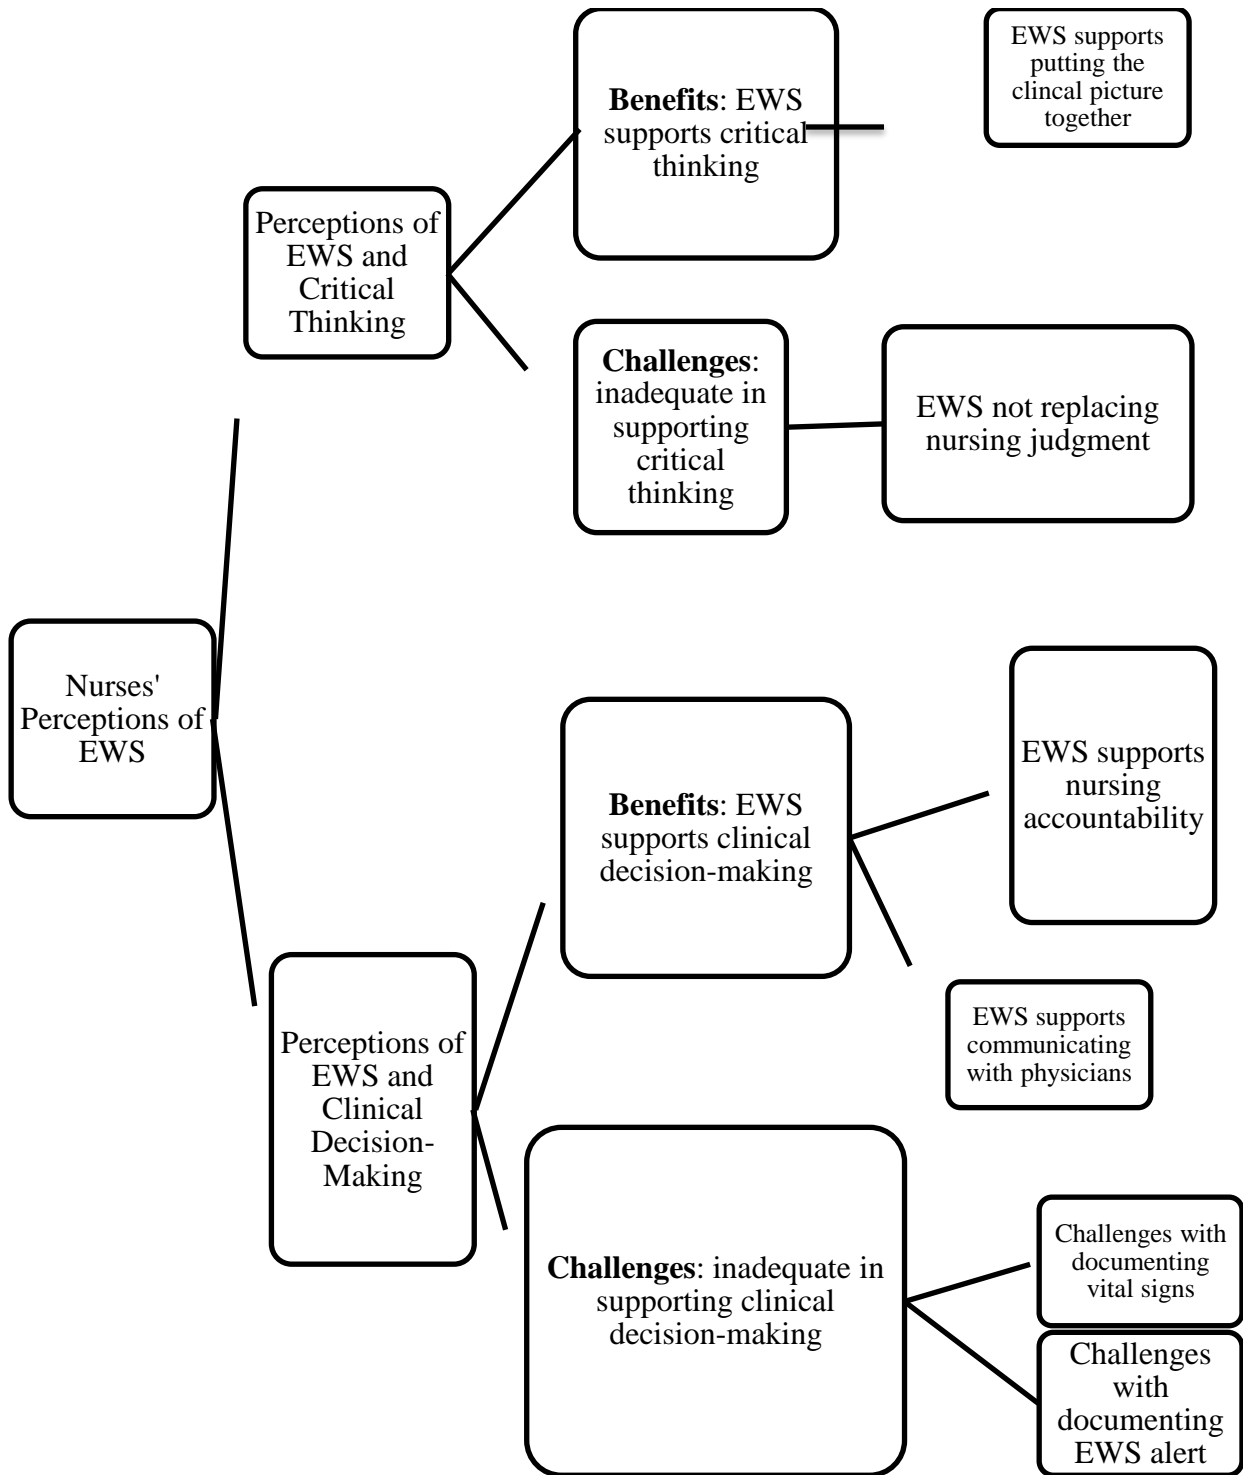 Nurses'
Perceptions of
EWS
Perceptions of
EWS and
Critical
Thinking
Benefits: EWS
supports critical
thinking
EWS supports
putting the
clincal picture
together
Challenges:
inadequate in
supporting
critical
thinking
EWS not replacing
nursing judgment
Perceptions of
EWS and
Clinical
Decision-
Making
Benefits: EWS
supports clinical
decision-making
EWS supports
nursing
accountability
EWS supports
communicating
with physicians
Challenges: inadequate in
supporting clinical
decision-making
Challenges with
documenting
vital signs
Challenges
with
documenting
EWS alert